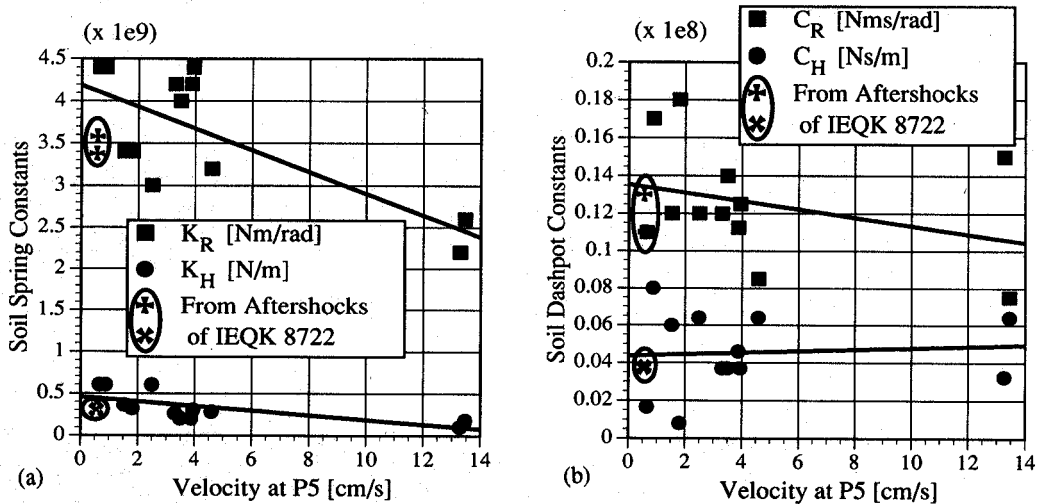 (x 1e9)
Soil Spring Constants
4.5
4
3.5
3
2.5
2
1.5
1
0.5
0
K_R [Nm/rad]
K_H [N/m]
From Aftershocks
of IEQK 8722
0 2 4 6 8 10 12 14
(a)
Velocity at P5 [cm/s]
(x 1e8)
C_R [Nms/rad]
C_H [Ns/m]
From Aftershocks
of IEQK 8722
Soil Dashpot Constants
0.2
0.18
0.16
0.14
0.12
0.1
0.08
0.06
0.04
0.02
0
0 2 4 6 8 10 12 14
(b)
Velocity at P5 [cm/s]